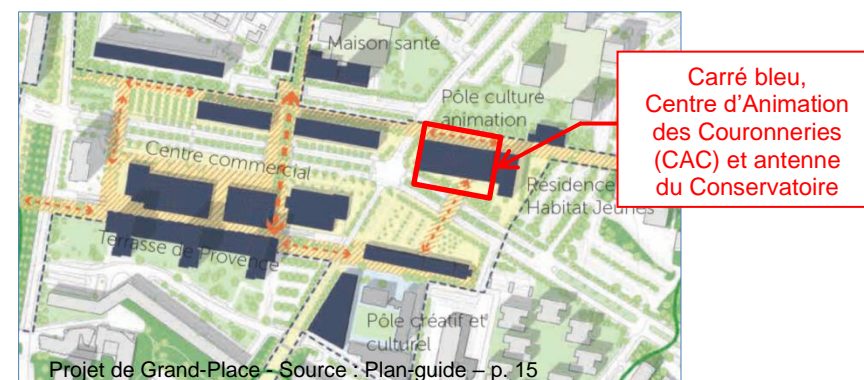 Maison santé
Pôle culture
animation
Carré bleu,
Centre d’Animation
des Couronneries
(CAC) et antenne
du Conservatoire
Centre commercial
Résidence
Habitat Jeunes
Terrasse de Provence
Pôle créatif et
culturel
Projet de Grand-Place - Source : Plan-guide – p. 15